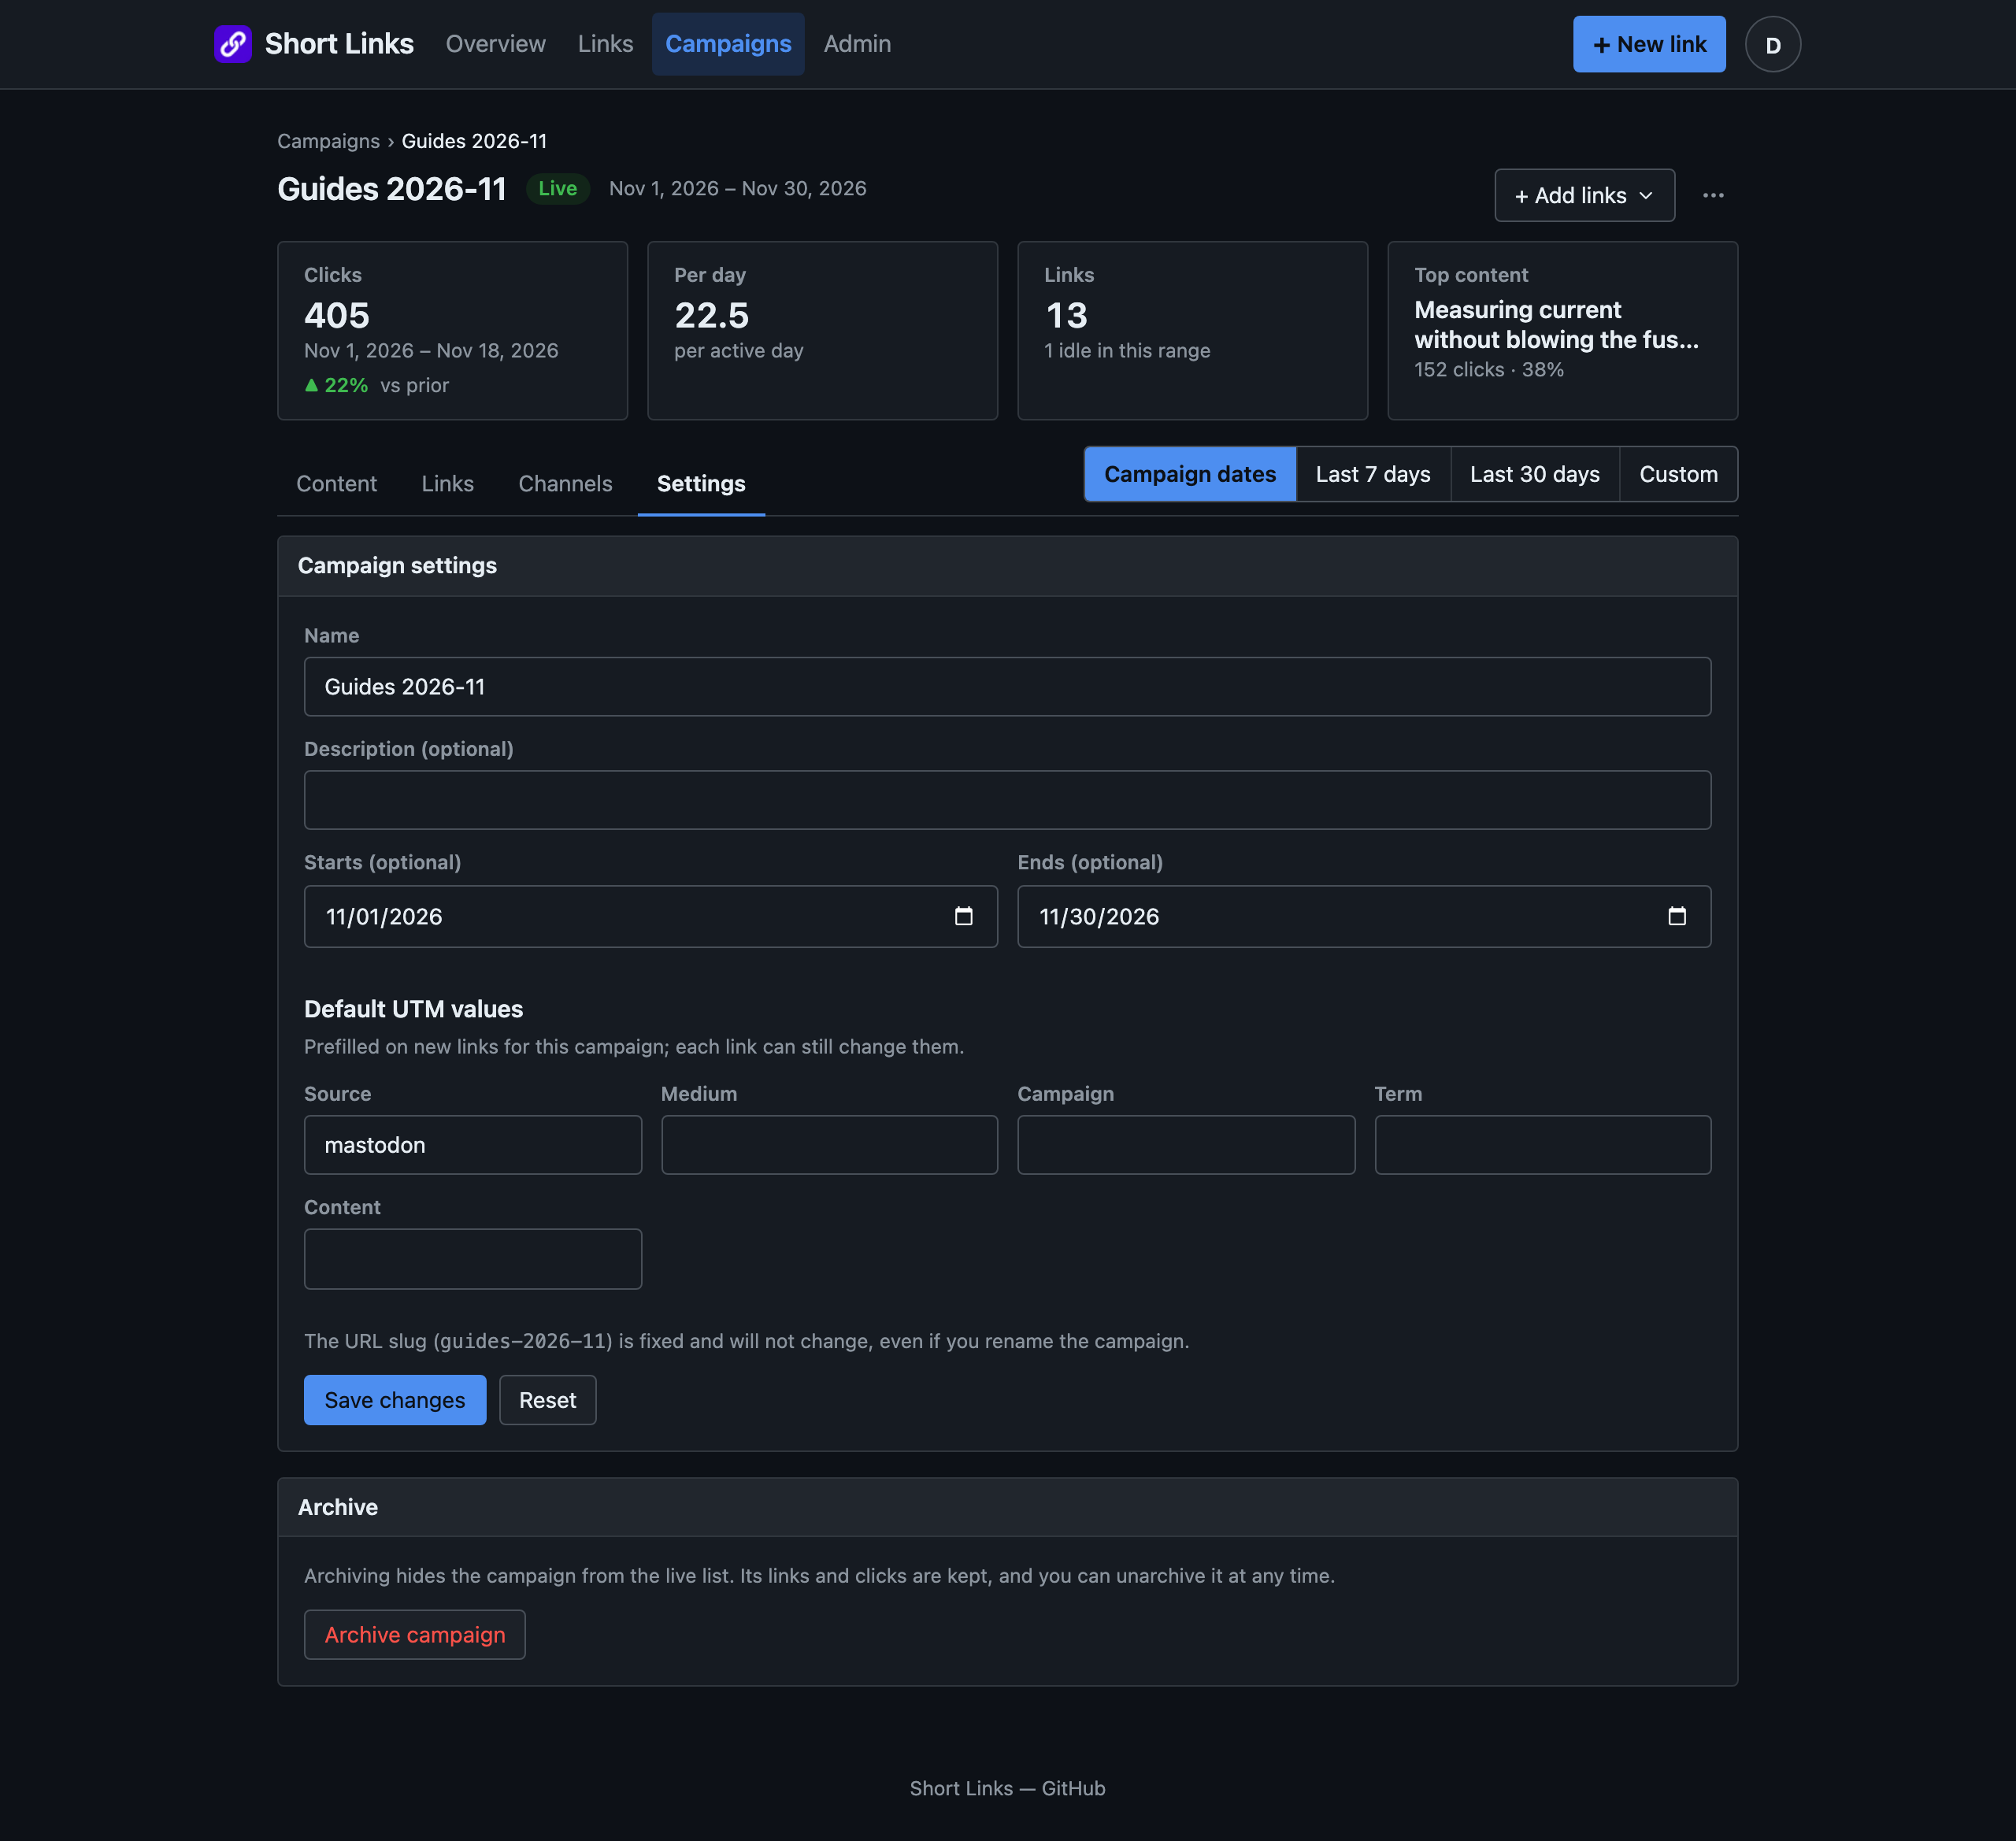 Short Links Overview Links Campaigns Admin + New link D
Campaigns › Guides 2026-11
Guides 2026-11 Live Nov 1, 2026 – Nov 30, 2026 + Add links ···
Clicks
405
Nov 1, 2026 – Nov 18, 2026
▲ 22% vs prior
Per day
22.5
per active day
Links
13
1 idle in this range
Top content
Measuring current
without blowing the fus...
152 clicks · 38%
Content Links Channels Settings
Campaign dates Last 7 days Last 30 days Custom
Campaign settings
Name
Guides 2026-11
Description (optional)
Starts (optional) Ends (optional)
11/01/2026 11/30/2026
Default UTM values
Prefilled on new links for this campaign; each link can still change them.
Source Medium Campaign Term
mastodon
Content
The URL slug (guides-2026-11) is fixed and will not change, even if you rename the campaign.
Save changes Reset
Archive
Archiving hides the campaign from the live list. Its links and clicks are kept, and you can unarchive it at any time.
Archive campaign
Short Links — GitHub